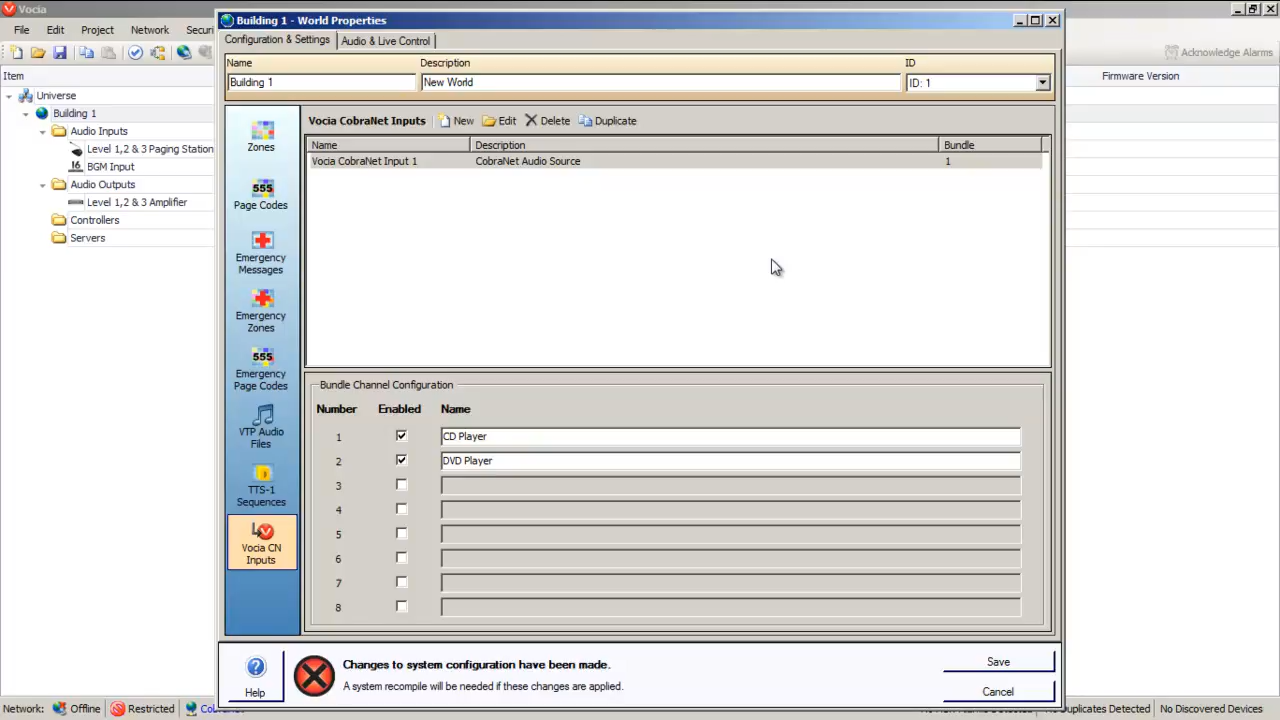 Vocia
Building 1 - World Properties
File Edit Project Network Securi
Configuration & Settings Audio & Live Control
Acknowledge Alarms
Item
Firmware Version
Name Description ID
Building 1 New World ID: 1
Universe
Building 1
Audio Inputs
Level 1,2 & 3 Paging Station
BGM Input
Audio Outputs
Level 1,2 & 3 Amplifier
Controllers
Servers
Zones
555
Page Codes
Emergency
Messages
Emergency
Zones
555
Emergency
Page Codes
VTP Audio
Files
TTS-1
Sequences
Vocia CN
Inputs
Vocia CobraNet Inputs New Edit Delete Duplicate
Name Description Bundle
Vocia CobraNet Input 1 CobraNet Audio Source 1
Bundle Channel Configuration
Number Enabled Name
1 CD Player
2 DVD Player
3
4
5
6
7
8
Help
Changes to system configuration have been made.
A system recompile will be needed if these changes are applied.
Save
Cancel
Network: Offline Restricted Duplicates Detected No Discovered Devices